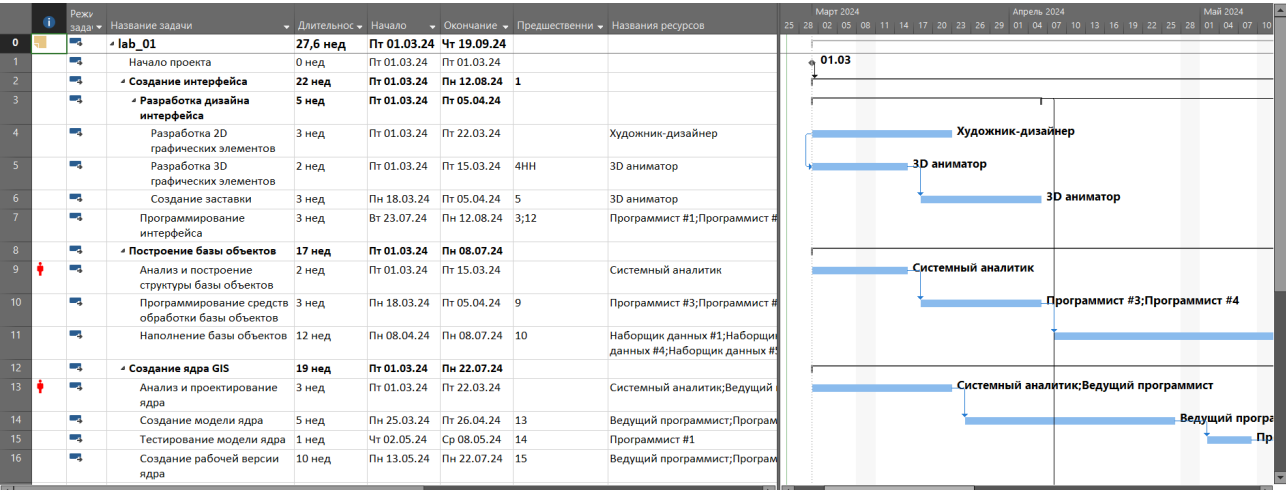 Режи
задач Название задачи Длительнос Начало Окончание Предшественни Названия ресурсов
Март 2024 Апрель 2024 Май 2024
25 28 02 05 08 11 14 17 20 23 26 29 01 04 07 10 13 16 19 22 25 28 01 04 07 10
0 lab_01 27,6 нед Пт 01.03.24 Чт 19.09.24
1 Начало проекта 0 нед Пт 01.03.24 Пт 01.03.24 01.03
2 Создание интерфейса 22 нед Пт 01.03.24 Пн 12.08.24 1
3 Разработка дизайна 5 нед Пт 01.03.24 Пт 05.04.24
интерфейса
4 Разработка 2D 3 нед Пт 01.03.24 Пт 22.03.24 Художник-дизайнер Художник-дизайнер
графических элементов
5 Разработка 3D 2 нед Пт 01.03.24 Пт 15.03.24 4НН 3D аниматор 3D аниматор
графических элементов
6 Создание заставки 3 нед Пн 18.03.24 Пт 05.04.24 5 3D аниматор 3D аниматор
7 Программирование 3 нед Вт 23.07.24 Пн 12.08.24 3;12 Программист #1;Программист #
интерфейса
8 Построение базы объектов 17 нед Пт 01.03.24 Пн 08.07.24
9 Анализ и построение 2 нед Пт 01.03.24 Пт 15.03.24 Системный аналитик Системный аналитик
структуры базы объектов
10 Программирование средств 3 нед Пн 18.03.24 Пт 05.04.24 9 Программист #3;Программист # Программист #3;Программист #4
обработки базы объектов
11 Наполнение базы объектов 12 нед Пн 08.04.24 Пн 08.07.24 10 Наборщик данных #1;Наборщи
данных #4;Наборщик данных #5
12 Создание ядра GIS 19 нед Пт 01.03.24 Пн 22.07.24
13 Анализ и проектирование 3 нед Пт 01.03.24 Пт 22.03.24 Системный аналитик;Ведущий Системный аналитик;Ведущий программист
ядра
14 Создание модели ядра 5 нед Пн 25.03.24 Пт 26.04.24 13 Ведущий программист;Програм Ведущий програ
15 Тестирование модели ядра 1 нед Чт 02.05.24 Ср 08.05.24 14 Программист #1 Пр
16 Создание рабочей версии 10 нед Пн 13.05.24 Пн 22.07.24 15 Ведущий программист;Програм
ядра